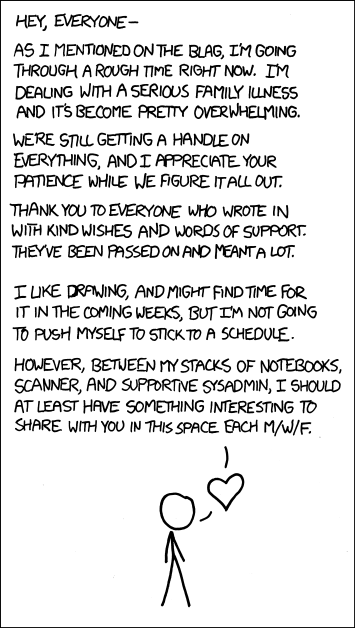 HEY, EVERYONE—
AS I MENTIONED ON THE BLAG, I'M GOING
THROUGH A ROUGH TIME RIGHT NOW. I'M
DEALING WITH A SERIOUS FAMILY ILLNESS
AND IT'S BECOME PRETTY OVERWHELMING.
WE'RE STILL GETTING A HANDLE ON
EVERYTHING, AND I APPRECIATE YOUR
PATIENCE WHILE WE FIGURE IT ALL OUT.
THANK YOU TO EVERYONE WHO WROTE IN
WITH KIND WISHES AND WORDS OF SUPPORT.
THEY'VE BEEN PASSED ON AND MEANT A LOT.
I LIKE DRAWING, AND MIGHT FIND TIME FOR
IT IN THE COMING WEEKS, BUT I'M NOT GOING
TO PUSH MYSELF TO STICK TO A SCHEDULE.
HOWEVER, BETWEEN MY STACKS OF NOTEBOOKS,
SCANNER, AND SUPPORTIVE SYSADMIN, I SHOULD
AT LEAST HAVE SOMETHING INTERESTING TO
SHARE WITH YOU IN THIS SPACE EACH M/W/F.